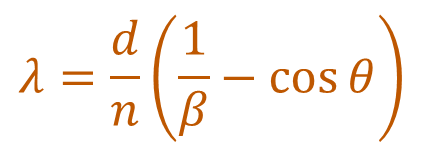 λ = d/n (1/β − cos θ)